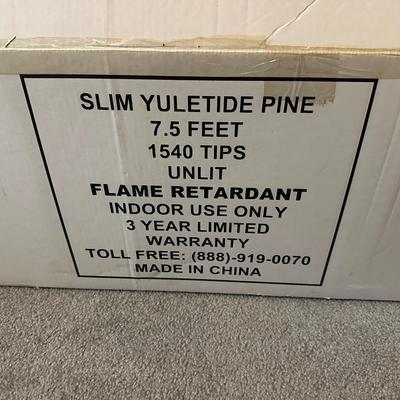 SLIM YULETIDE PINE
7.5 FEET
1540 TIPS
UNLIT
FLAME RETARDANT
INDOOR USE ONLY
3 YEAR LIMITED
WARRANTY
TOLL FREE: (888)-919-0070
MADE IN CHINA